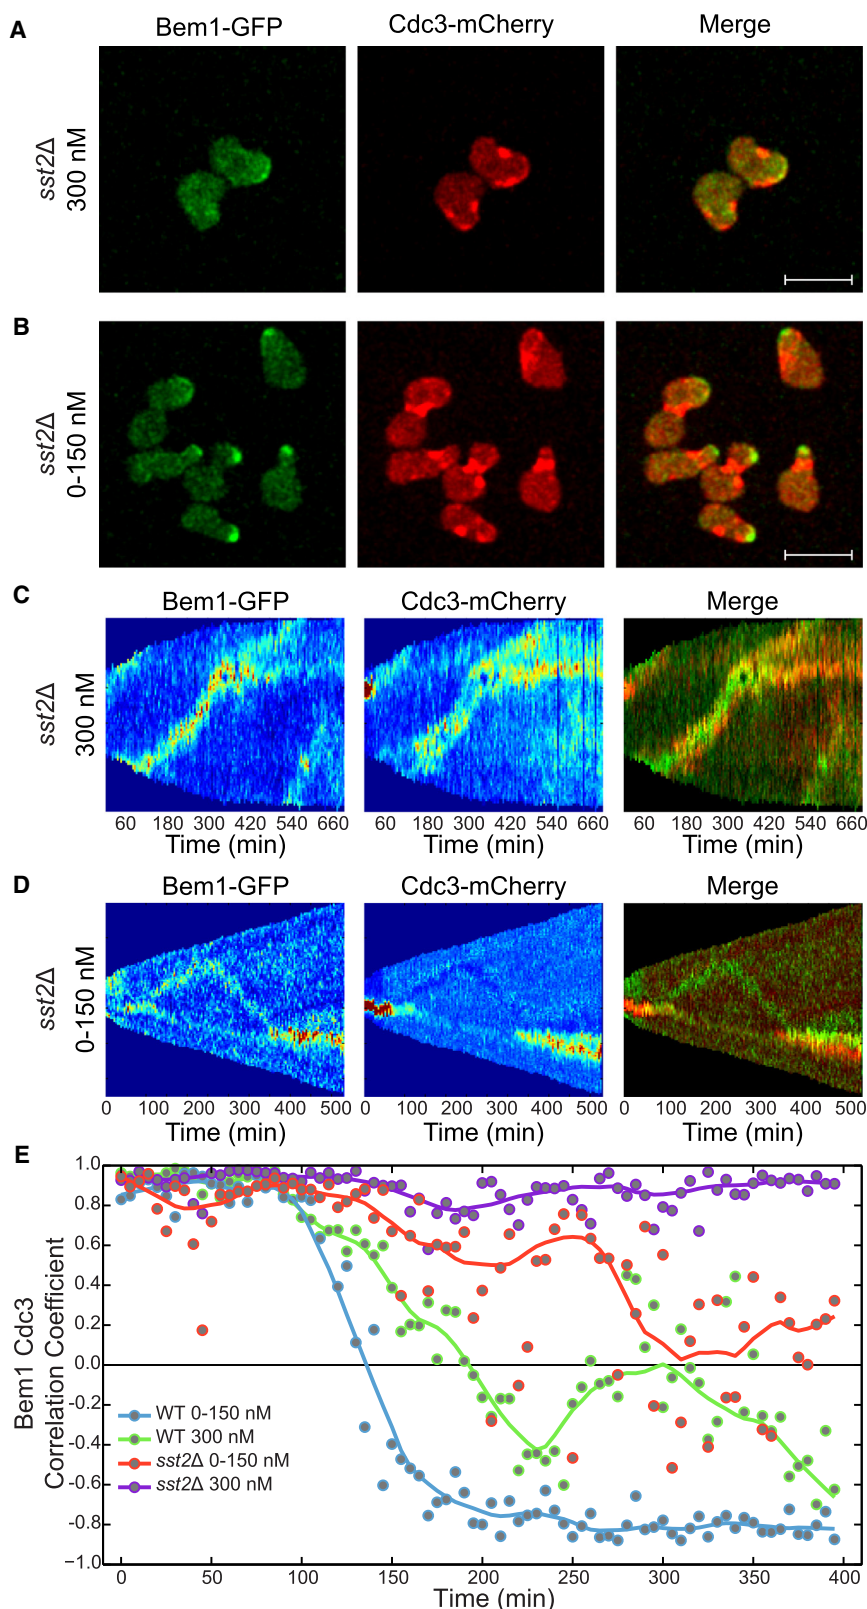 A
Bem1-GFP Cdc3-mCherry Merge
sst2Δ
300 nM
B
sst2Δ
0-150 nM
C
Bem1-GFP Cdc3-mCherry Merge
sst2Δ
300 nM
60 180 300 420 540 660 60 180 300 420 540 660 60 180 300 420 540 660
Time (min) Time (min) Time (min)
D
Bem1-GFP Cdc3-mCherry Merge
sst2Δ
0-150 nM
0 100 200 300 400 500 0 100 200 300 400 500 0 100 200 300 400 500
Time (min) Time (min) Time (min)
E
Bem1 Cdc3
Correlation Coefficient
1.0
0.8
0.6
0.4
0.2
0.0
−0.2
−0.4
−0.6
−0.8
−1.0
WT 0-150 nM
WT 300 nM
sst2Δ 0-150 nM
sst2Δ 300 nM
0 50 100 150 200 250 300 350 400
Time (min)